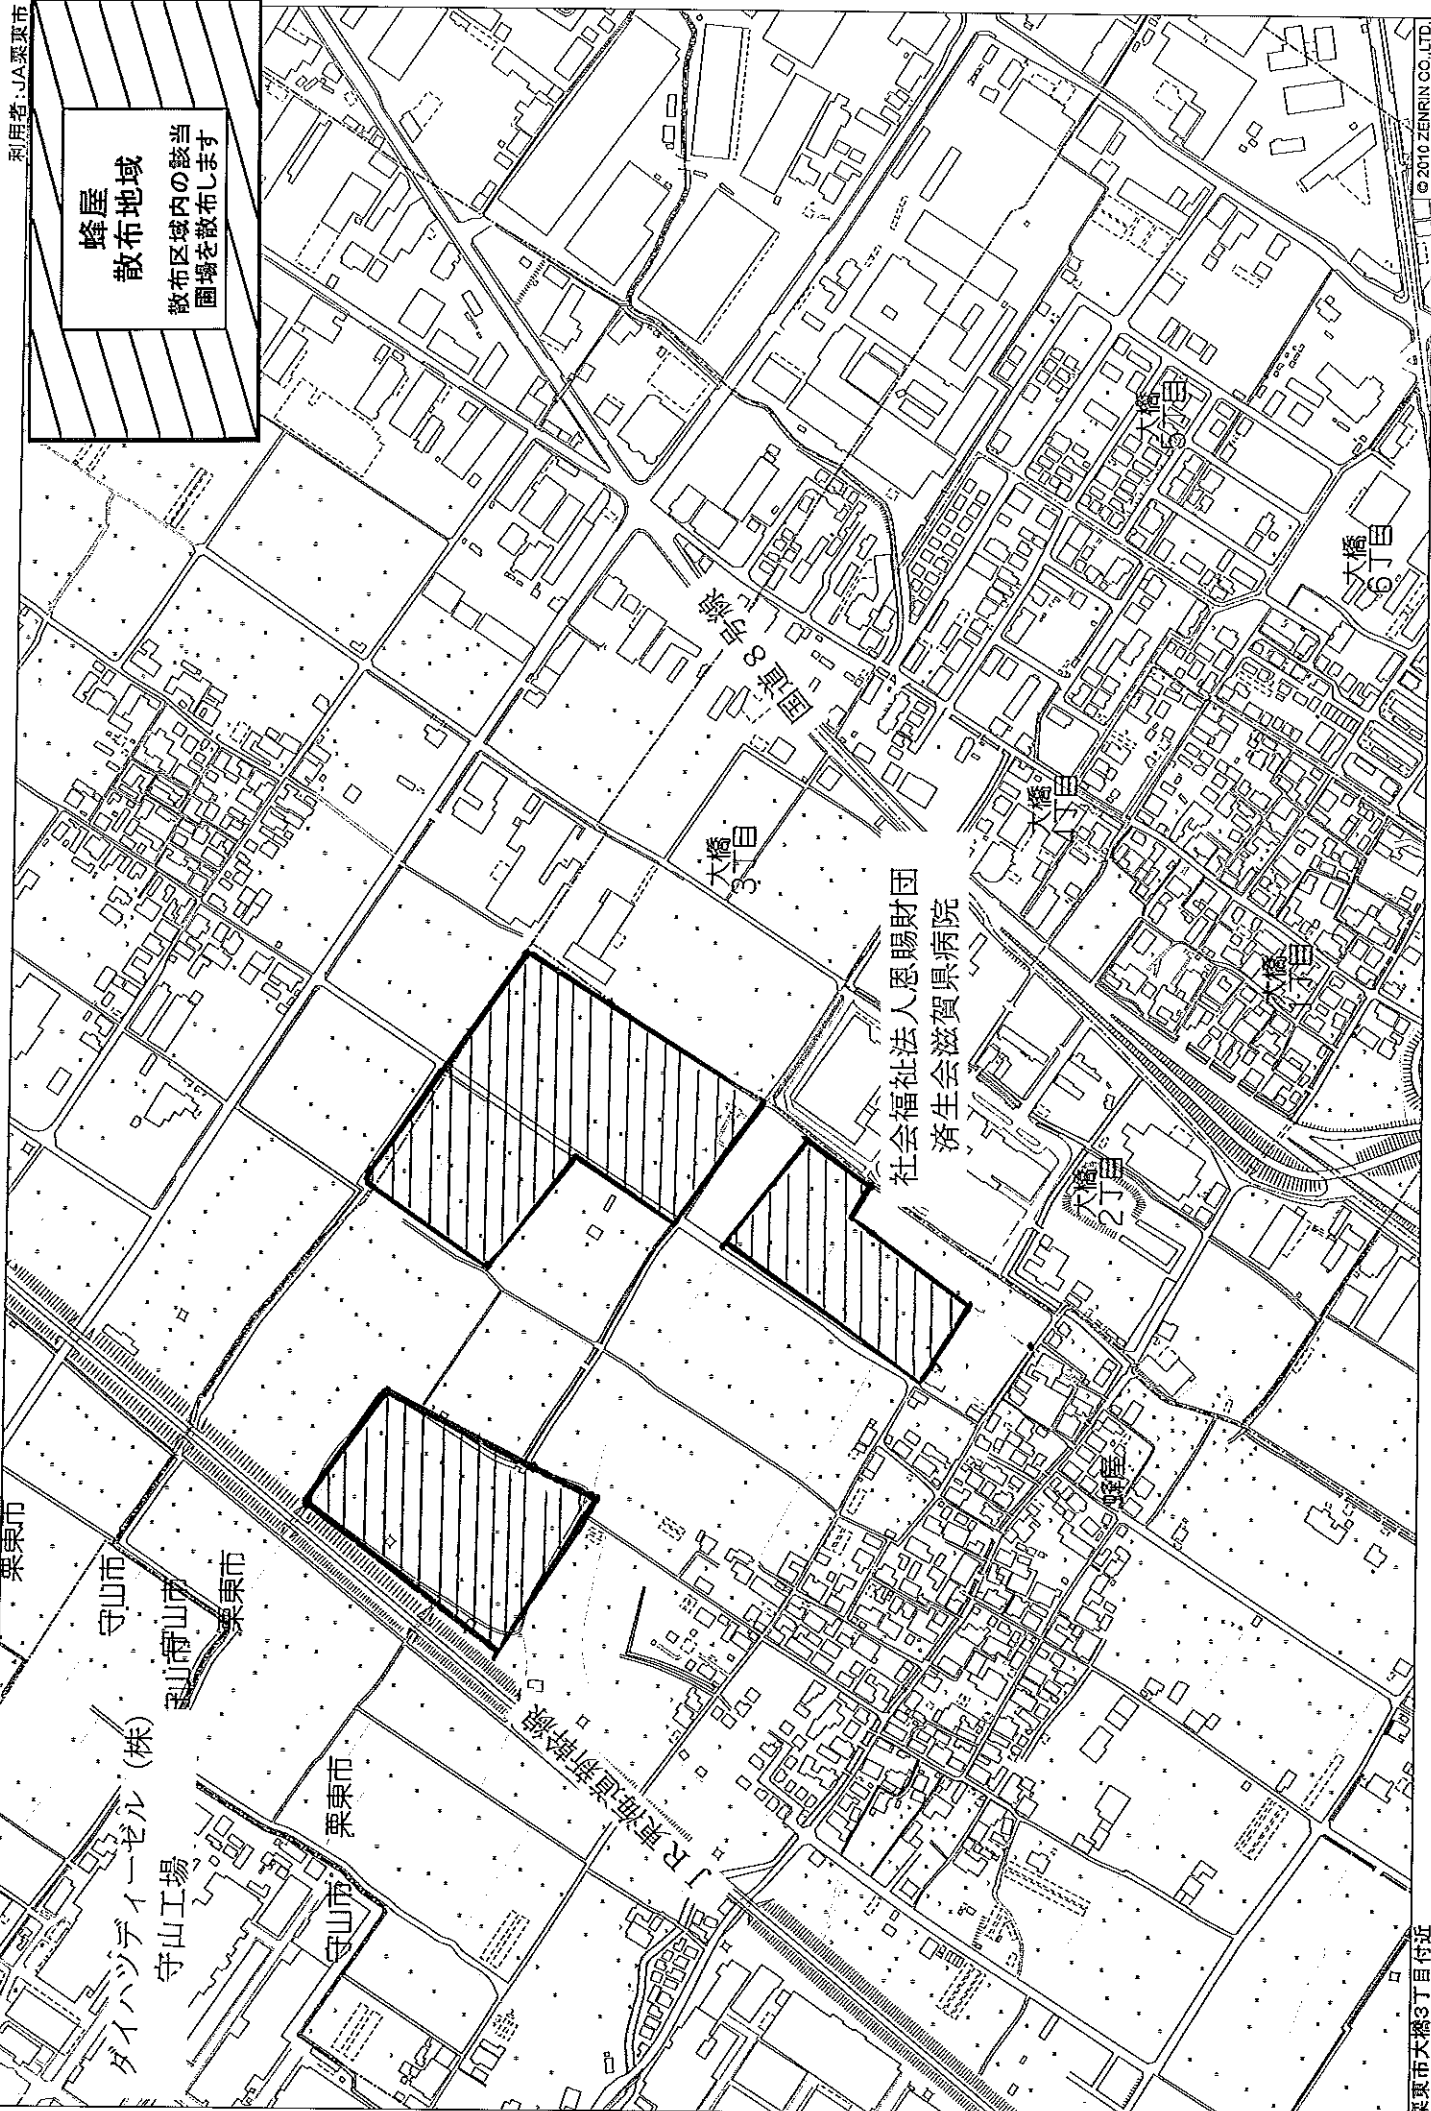 利用者:JA栗東市
蜂屋
散布地域
散布区域内の該当
圃場を散布します
栗東市
守山市
守山市
守山市
栗東市
ダイハツディーゼル(株)
守山工場
栗東市
守山市
JR東海道新幹線
国道8号線
大橋
3丁目
社会福祉法人恩賜財団
済生会滋賀県病院
大橋
5丁目
大橋
6丁目
大橋
4丁目
大橋
大橋
2丁目
蜂屋
栗東市大橋3丁目付近
©2010 ZENRIN CO.,LTD.